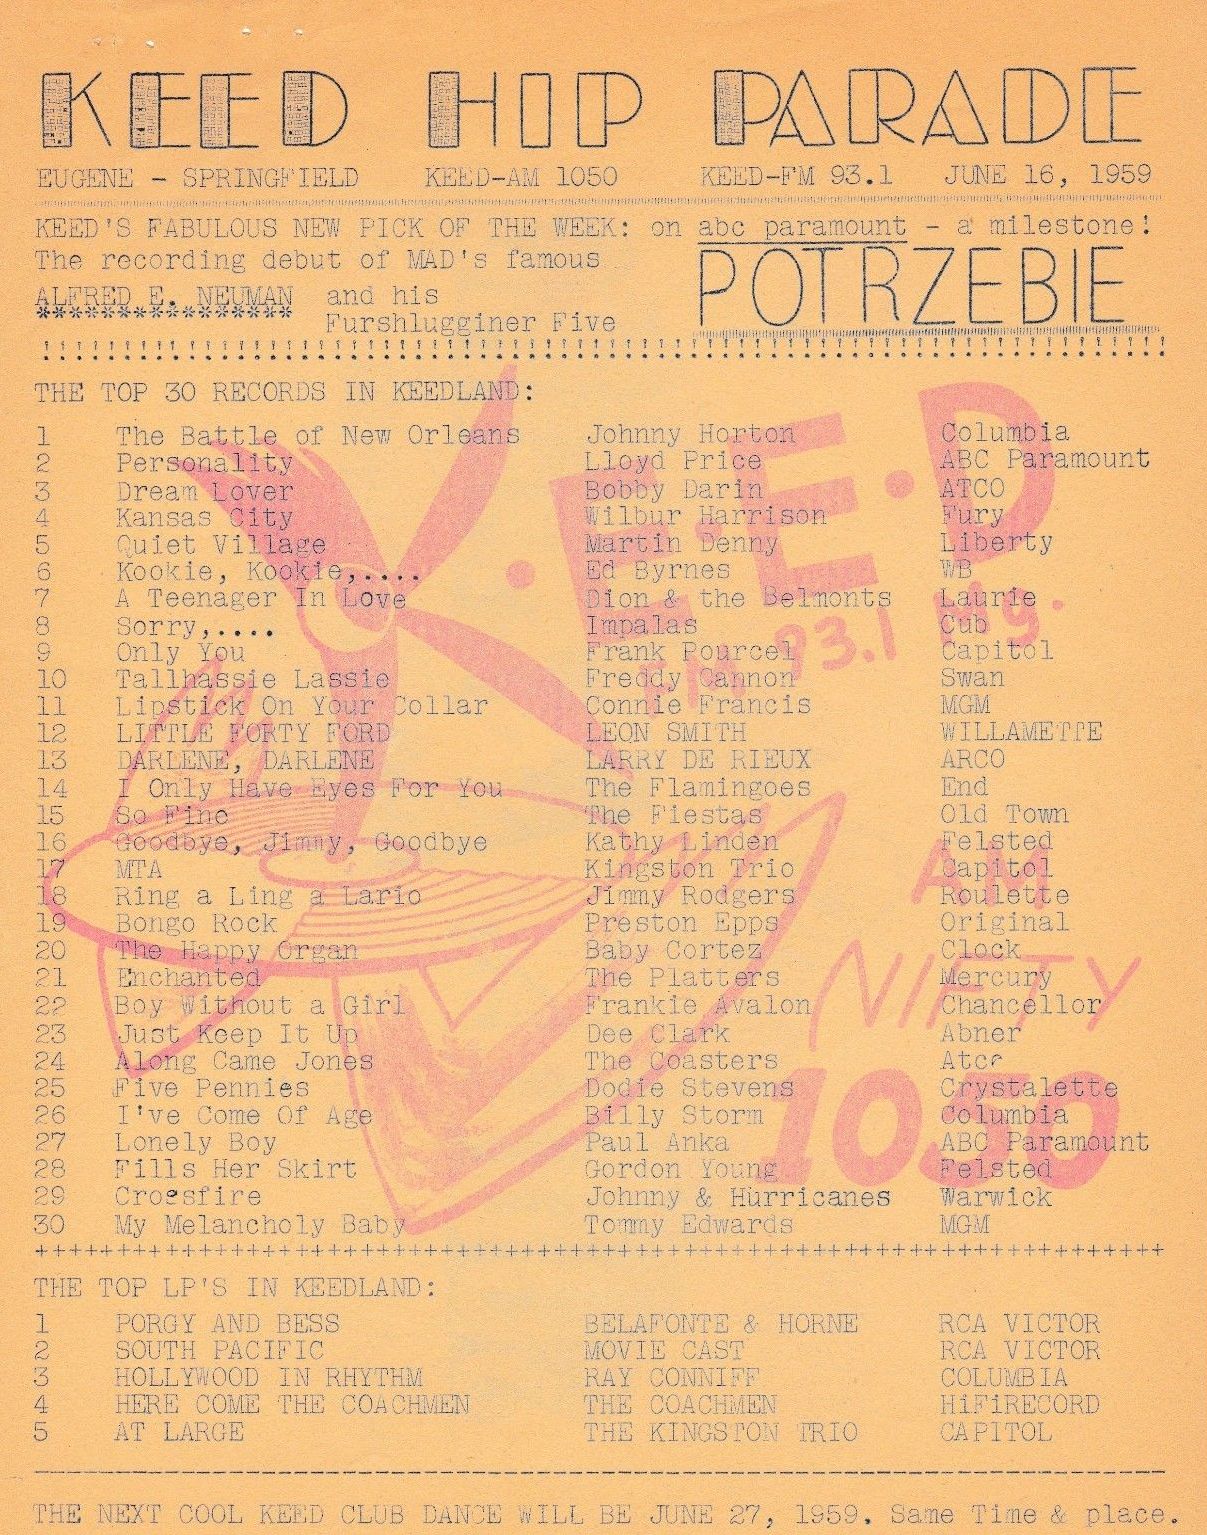 KEED HIP PARADE
EUGENE - SPRINGFIELD KEED-AM 1050 KEED-FM 93.1 JUNE 16, 1959
KEED'S FABULOUS NEW PICK OF THE WEEK: on abc paramount - a milestone!
The recording debut of MAD's famous
POTRZEBIE
ALFRED E. NEUMAN and his
******************
Furshlugginer Five
THE TOP 30 RECORDS IN KEEDLAND:
1 The Battle of New Orleans Johnny Horton Columbia
2 Personality Lloyd Price ABC Paramount
3 Dream Lover Bobby Darin ATCO
4 Kansas City Wilbur Harrison Fury
5 Quiet Village Martin Denny Liberty
6 Kookie, Kookie,.... Ed Byrnes WB
7 A Teenager In Love Dion & the Belmonts Laurie
8 Sorry,.... Impalas Cub
9 Only You Frank Pourcel Capitol
10 Tallhassie Lassie Freddy Cannon Swan
11 Lipstick On Your Collar Connie Francis MGM
12 LITTLE FORTY FORD LEON SMITH WILLAMETTE
13 DARLENE, DARLENE LARRY DE RIEUX ARCO
14 I Only Have Eyes For You The Flamingoes End
15 So Fine The Fiestas Old Town
16 Goodbye, Jimmy, Goodbye Kathy Linden Felsted
17 MTA Kingston Trio Capitol
18 Ring a Ling a Lario Jimmy Rodgers Roulette
19 Bongo Rock Preston Epps Original
20 The Happy Organ Baby Cortez Clock
21 Enchanted The Platters Mercury
22 Boy Without a Girl Frankie Avalon Chancellor
23 Just Keep It Up Dee Clark Abner
24 Along Came Jones The Coasters Atco
25 Five Pennies Dodie Stevens Crystalette
26 I've Come Of Age Billy Storm Columbia
27 Lonely Boy Paul Anka ABC Paramount
28 Fills Her Skirt Gordon Young Felsted
29 Crossfire Johnny & Hurricanes Warwick
30 My Melancholy Baby Tommy Edwards MGM
K·E·E·D
FM 93.1 Mg.
AM
NIFTY
1050
THE TOP LP'S IN KEEDLAND:
1 PORGY AND BESS BELAFONTE & HORNE RCA VICTOR
2 SOUTH PACIFIC MOVIE CAST RCA VICTOR
3 HOLLYWOOD IN RHYTHM RAY CONNIFF COLUMBIA
4 HERE COME THE COACHMEN THE COACHMEN HiFiRECORD
5 AT LARGE THE KINGSTON TRIO CAPITOL
THE NEXT COOL KEED CLUB DANCE WILL BE JUNE 27, 1959. Same Time & place.